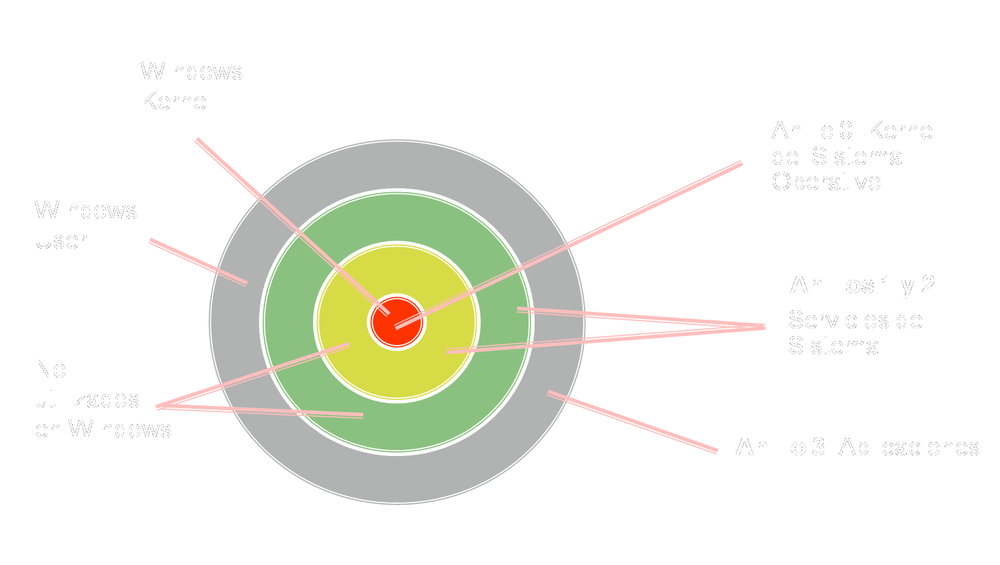 Windows
Kernel
Anillo 0: Kernel
del Sistema
Operativo
Windows
User
Anillos 1 y 2
Servicios del
Sistema
No
utilizados
en Windows
Anillo 3: Aplicaciones